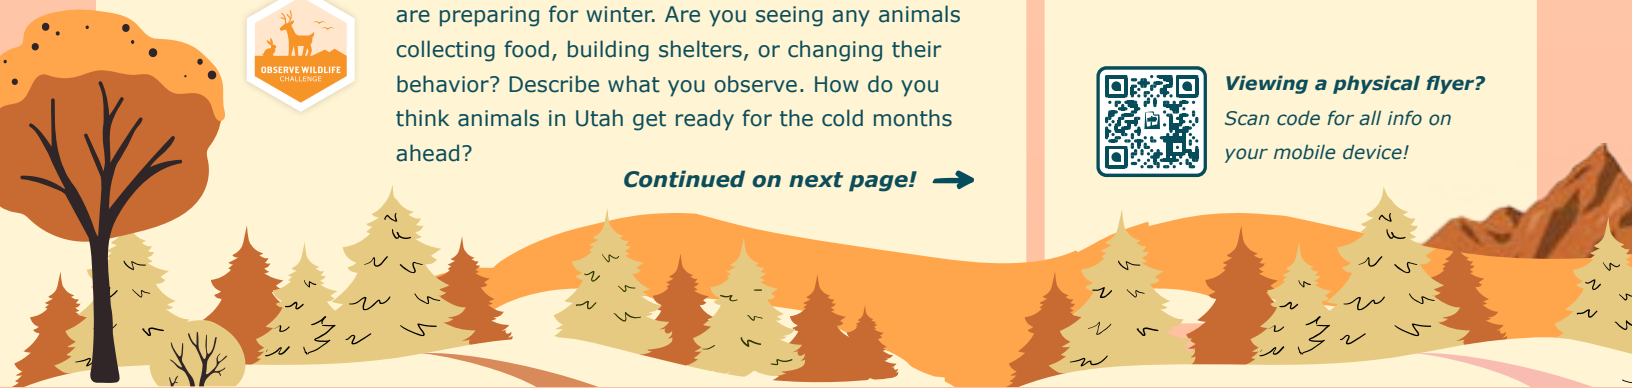 are preparing for winter. Are you seeing any animals
collecting food, building shelters, or changing their
behavior? Describe what you observe. How do you
think animals in Utah get ready for the cold months
ahead?
Continued on next page!
OBSERVE WILDLIFE
CHALLENGE
Viewing a physical flyer?
Scan code for all info on
your mobile device!